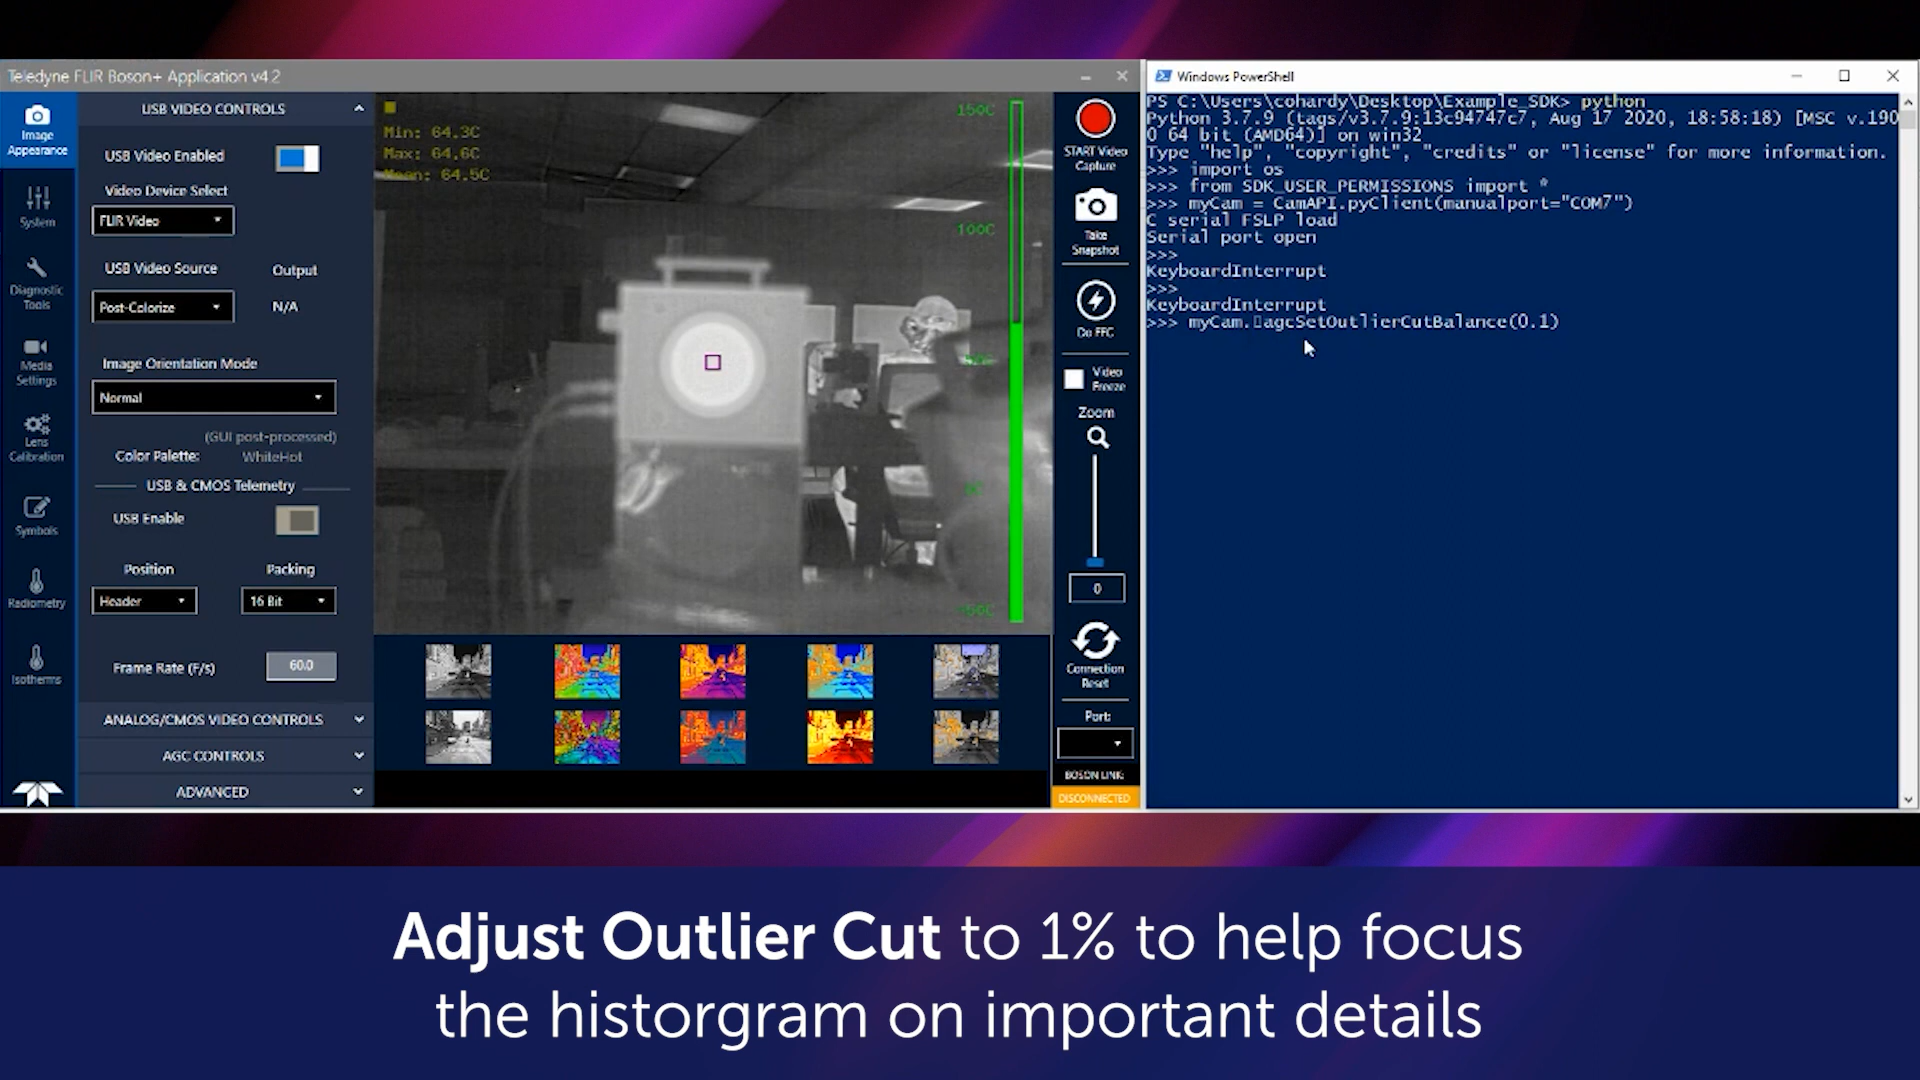 Teledyne FLIR Boson+ Application v4.2
Image
Appearance
System
Diagnostic
Tools
Media
Settings
Lens
Calibration
Symbols
Radiometry
Isotherms
USB VIDEO CONTROLS
USB Video Enabled
Video Device Select
FLIR Video
USB Video Source Output
Post-Colorize N/A
Image Orientation Mode
Normal
(GUI post-processed)
Color Palette: WhiteHot
USB & CMOS Telemetry
USB Enable
Position Packing
Header 16 Bit
Frame Rate (F/s) 60.0
ANALOG/CMOS VIDEO CONTROLS
AGC CONTROLS
ADVANCED
Min: 64.3C
Max: 64.6C
Mean: 64.5C
150C
100C
START Video
Capture
Take
Snapshot
Do FFC
Video
Freeze
Zoom
0
Connection
Reset
Port:
BOSON LINK:
DISCONNECTED
Windows PowerShell
PS C:\Users\cohardy\Desktop\Example_SDK> python
Python 3.7.9 (tags/v3.7.9:13c94747c7, Aug 17 2020, 18:58:18) [MSC v.190
0 64 bit (AMD64)] on win32
Type "help", "copyright", "credits" or "license" for more information.
>>> import os
>>> from SDK_USER_PERMISSIONS import *
>>> myCam = CamAPI.pyClient(manualport="COM7")
C serial FSLP load
Serial port open
>>>
KeyboardInterrupt
>>>
KeyboardInterrupt
>>> myCam.▯agcSetOutlierCutBalance(0.1)
Adjust Outlier Cut to 1% to help focus
the historgram on important details